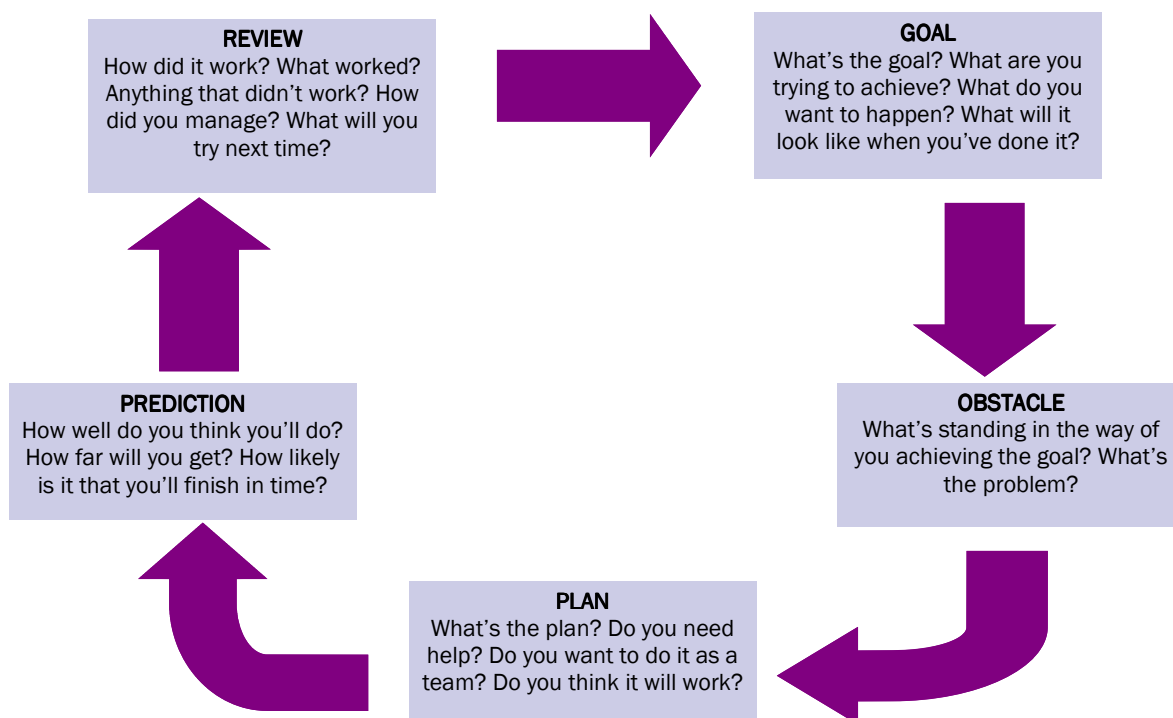 REVIEW
How did it work? What worked?
Anything that didn’t work? How
did you manage? What will you
try next time?
GOAL
What’s the goal? What are you
trying to achieve? What do you
want to happen? What will it
look like when you’ve done it?
OBSTACLE
What’s standing in the way of
you achieving the goal? What’s
the problem?
PLAN
What’s the plan? Do you need
help? Do you want to do it as a
team? Do you think it will work?
PREDICTION
How well do you think you’ll do?
How far will you get? How likely
is it that you’ll finish in time?